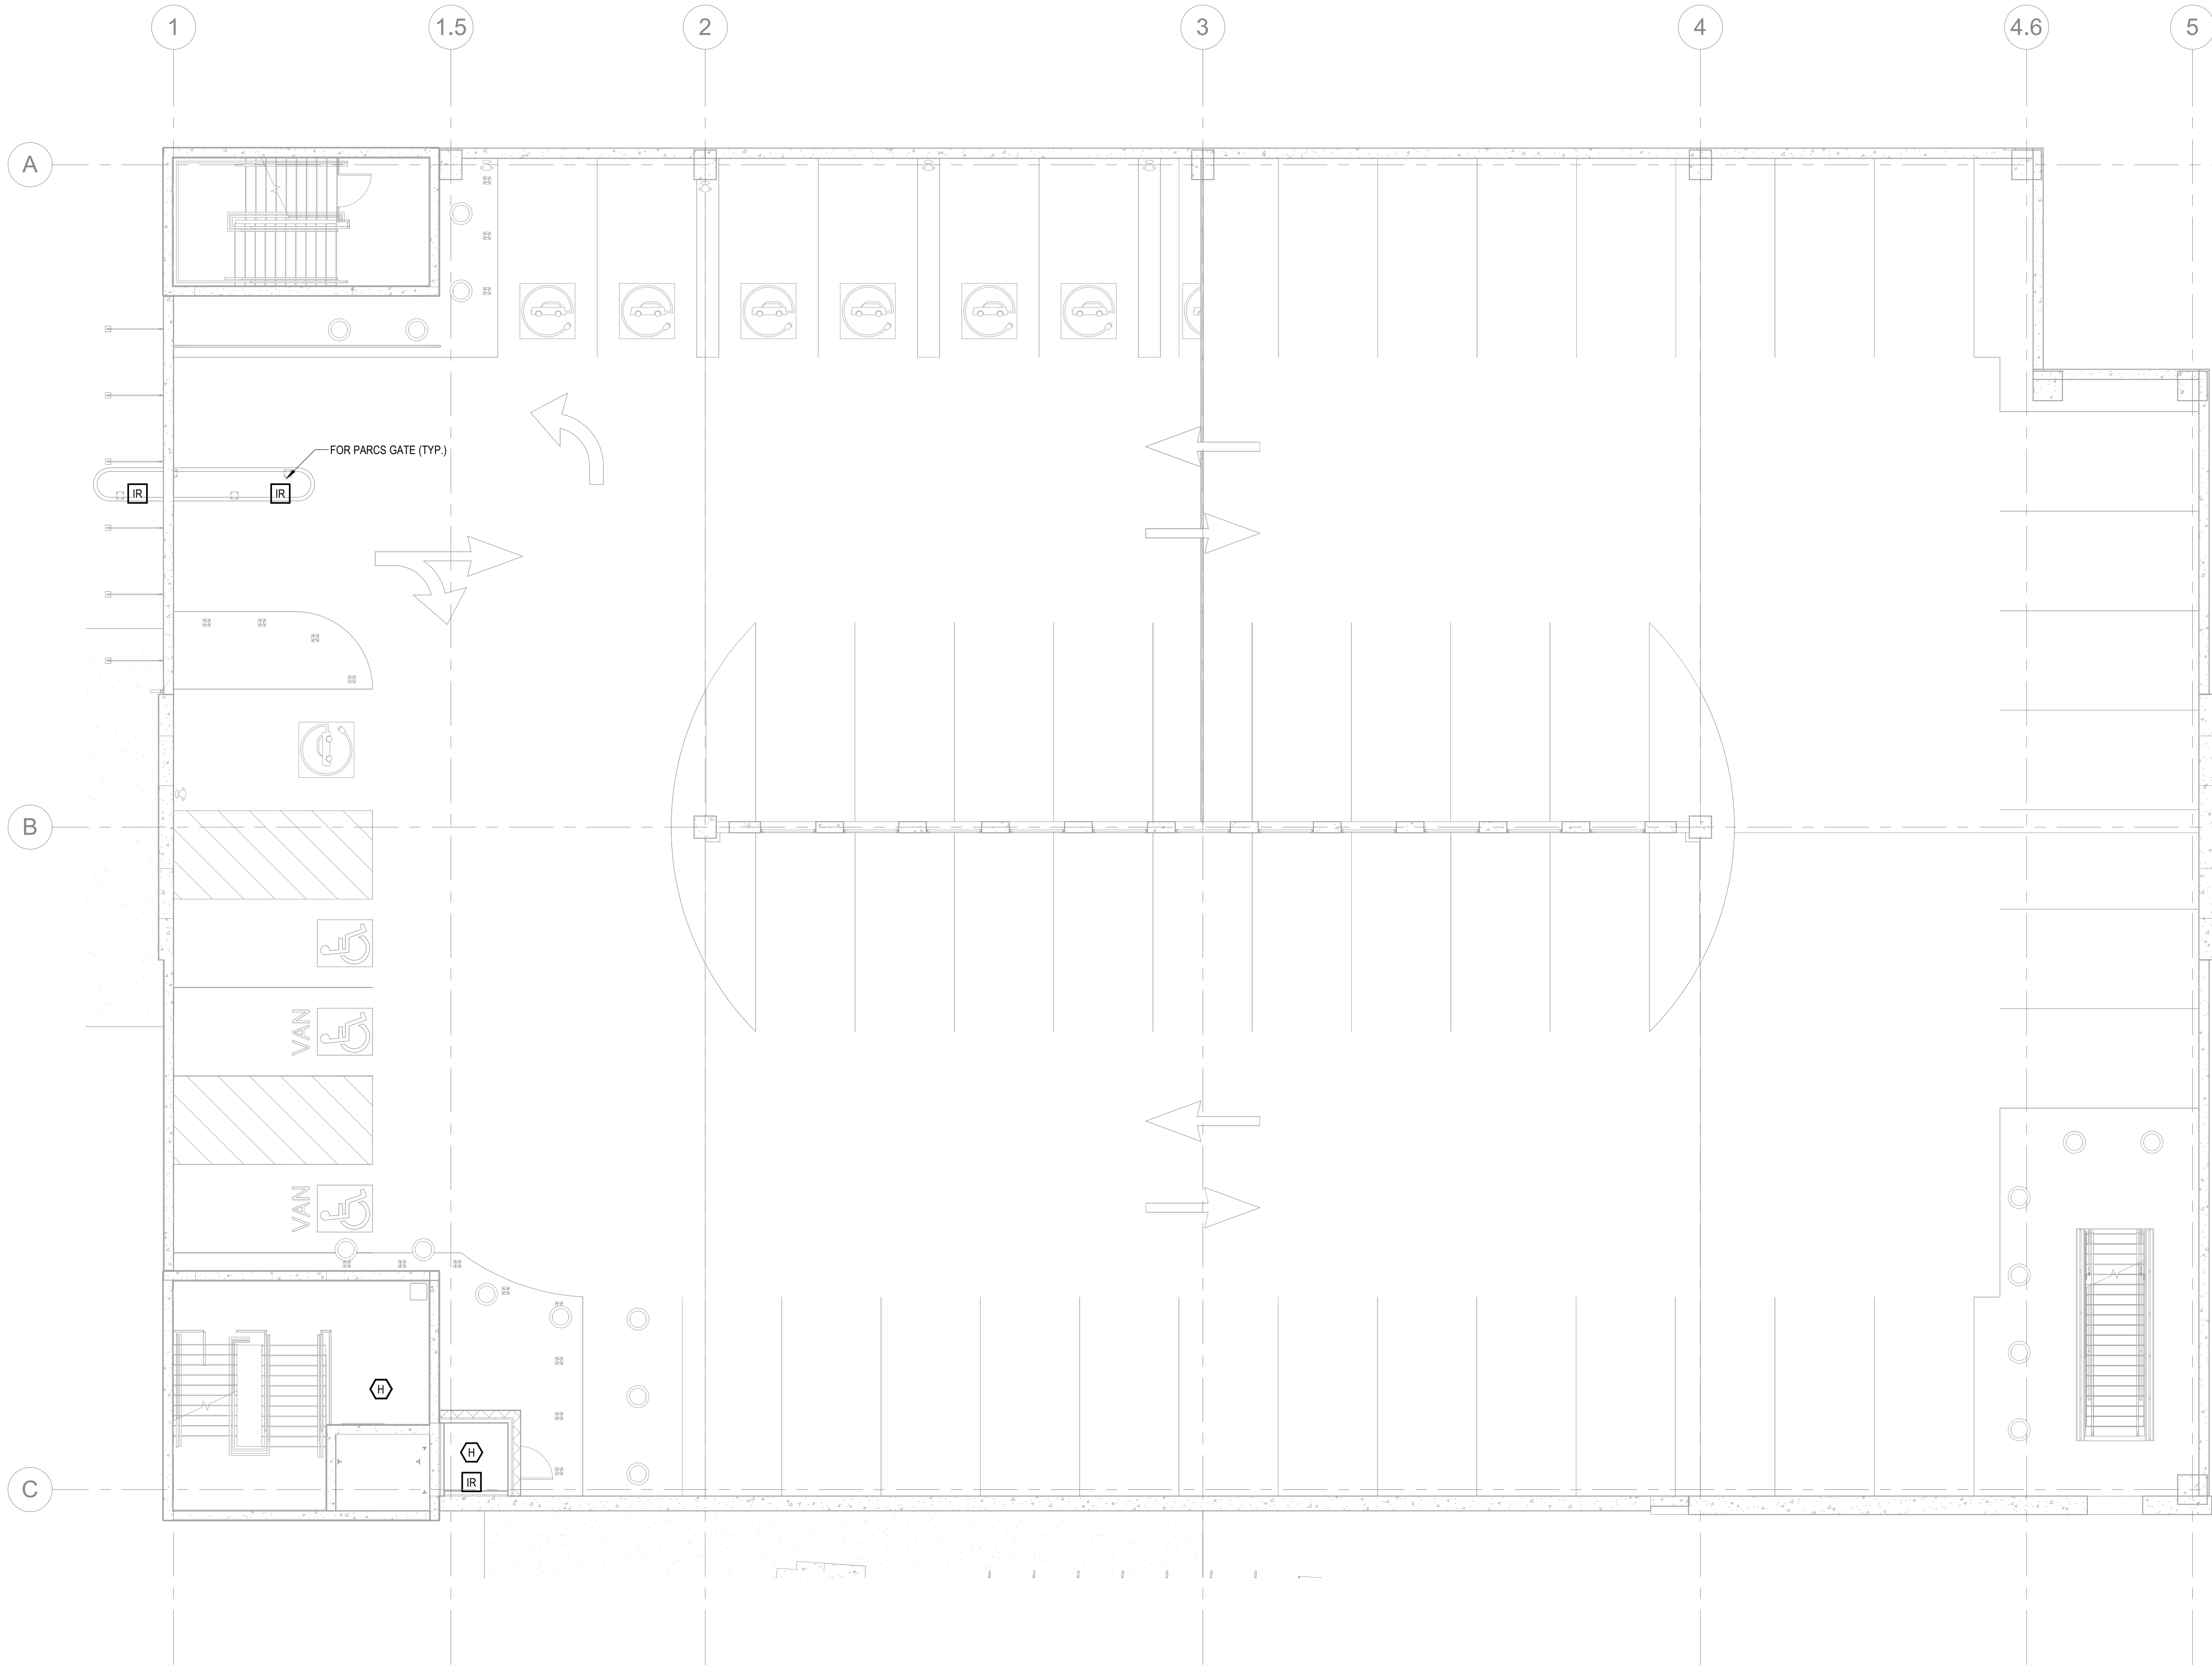 1
1.5
2
3
4
4.6
5
A
FOR PARCS GATE (TYP.)
IR
IR
B
VAN
VAN
H
H
IR
C